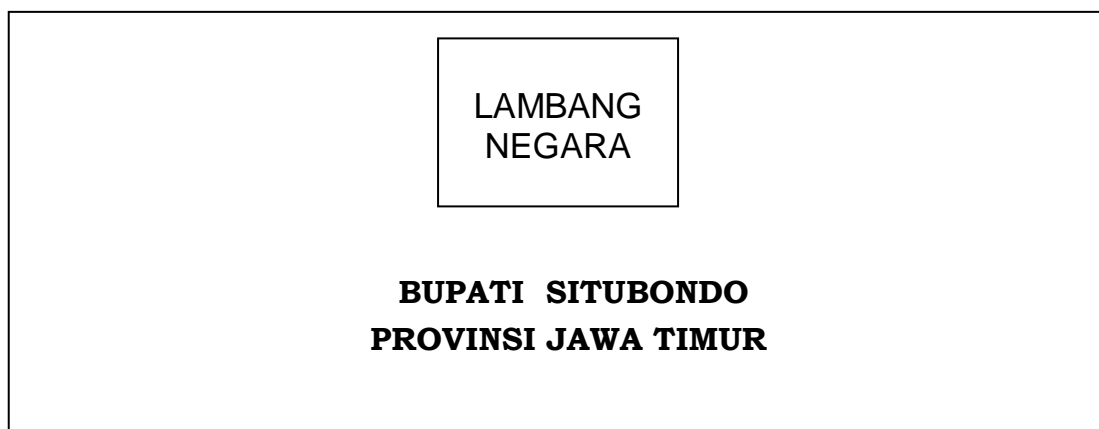 LAMBANG
NEGARA
BUPATI SITUBONDO
PROVINSI JAWA TIMUR